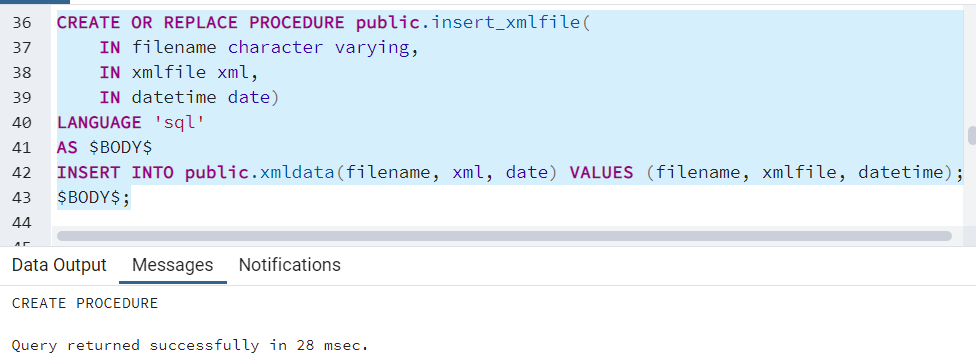 36 CREATE OR REPLACE PROCEDURE public.insert_xmlfile(
37     IN filename character varying,
38     IN xmlfile xml,
39     IN datetime date)
40 LANGUAGE 'sql'
41 AS $BODY$
42 INSERT INTO public.xmldata(filename, xml, date) VALUES (filename, xmlfile, datetime);
43 $BODY$;
44
Data Output Messages Notifications
CREATE PROCEDURE
Query returned successfully in 28 msec.